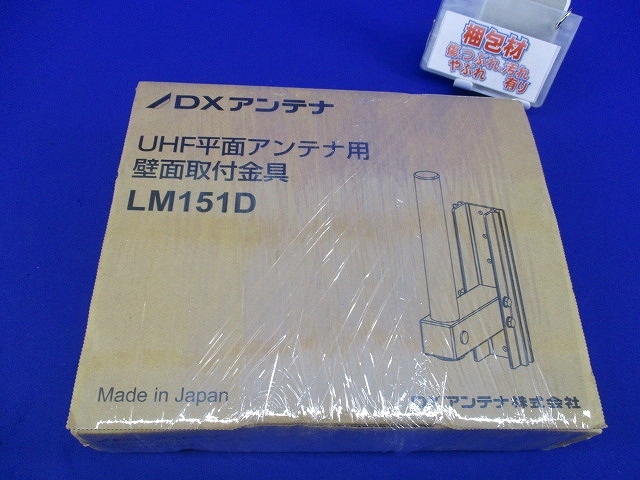 梱包材
傷つぶれ汚れ
やぶれ 有り
DXアンテナ
UHF平面アンテナ用
壁面取付金具
LM151D
Made in Japan
DXアンテナ株式会社